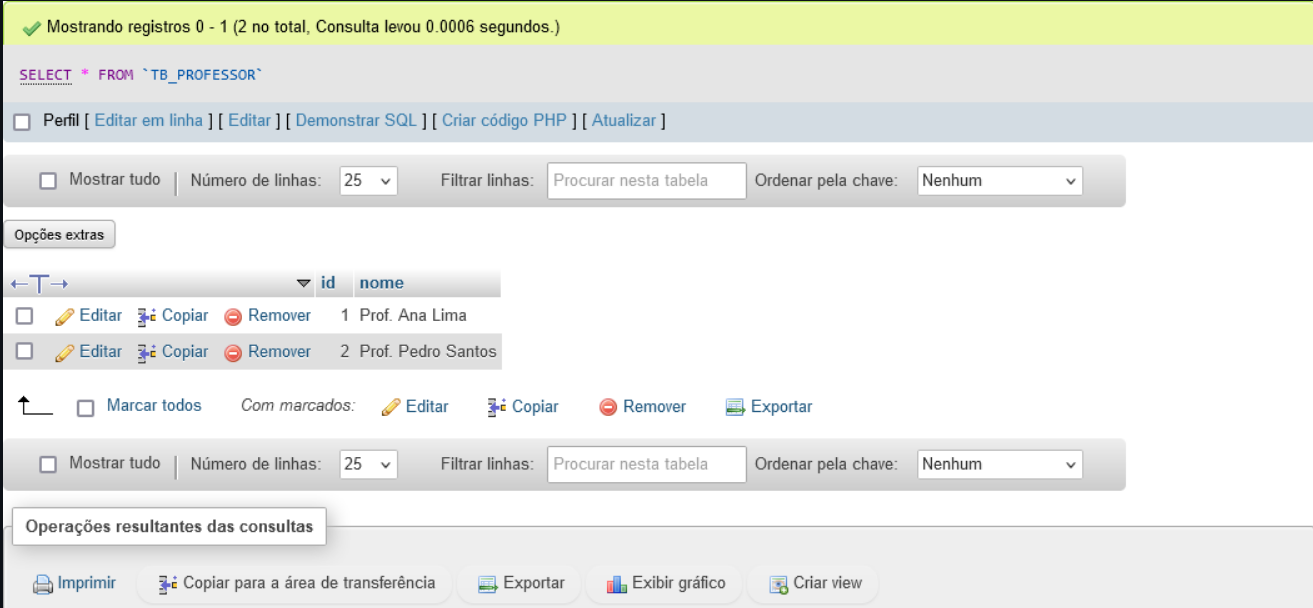 Mostrando registros 0 - 1 (2 no total, Consulta levou 0.0006 segundos.)
SELECT * FROM `TB_PROFESSOR`
Perfil [ Editar em linha ] [ Editar ] [ Demonstrar SQL ] [ Criar código PHP ] [ Atualizar ]
Mostrar tudo | Número de linhas: 25 Filtrar linhas: Procurar nesta tabela Ordenar pela chave: Nenhum
Opções extras
←T→ id nome
Editar Copiar Remover 1 Prof. Ana Lima
Editar Copiar Remover 2 Prof. Pedro Santos
Marcar todos Com marcados: Editar Copiar Remover Exportar
Mostrar tudo | Número de linhas: 25 Filtrar linhas: Procurar nesta tabela Ordenar pela chave: Nenhum
Operações resultantes das consultas
Imprimir Copiar para a área de transferência Exportar Exibir gráfico Criar view